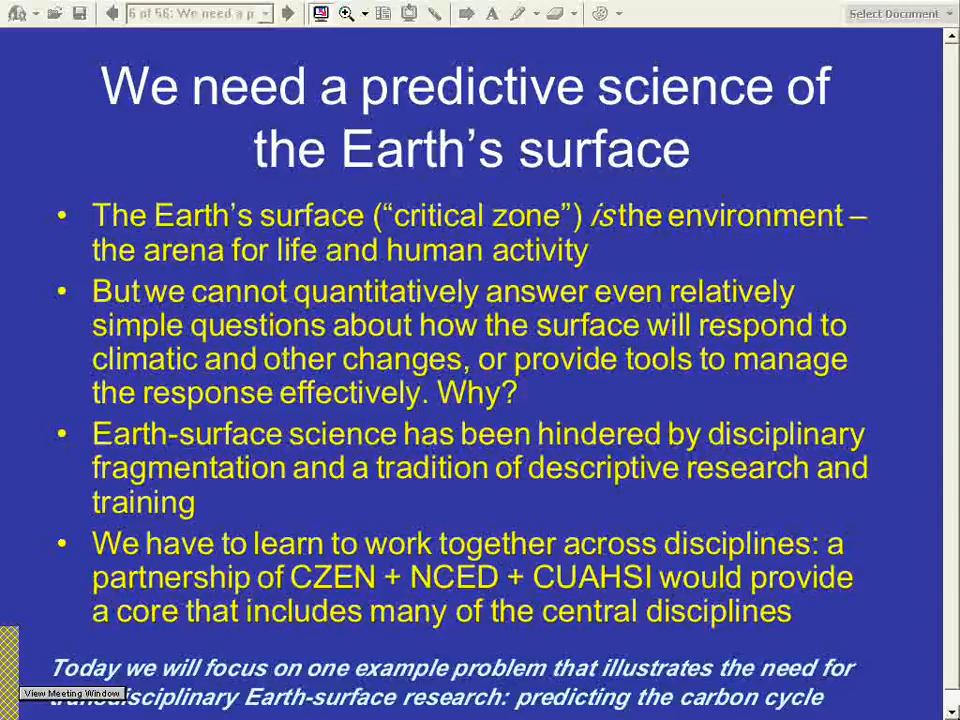 6 of 56: We need a p
Select Document
We need a predictive science of
the Earth's surface
• The Earth's surface (“critical zone”) is the environment –
the arena for life and human activity
• But we cannot quantitatively answer even relatively
simple questions about how the surface will respond to
climatic and other changes, or provide tools to manage
the response effectively. Why?
• Earth-surface science has been hindered by disciplinary
fragmentation and a tradition of descriptive research and
training
• We have to learn to work together across disciplines: a
partnership of CZEN + NCED + CUAHSI would provide
a core that includes many of the central disciplines
Today we will focus on one example problem that illustrates the need for
View Meeting Window
Earth-surface research: predicting the carbon cycle